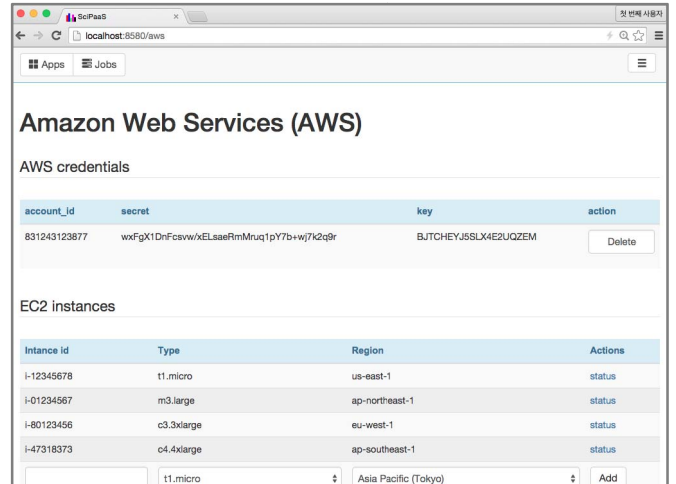 SciPaaS
첫 번째 사용자
localhost:8580/aws
Apps Jobs
Amazon Web Services (AWS)
AWS credentials
account_id secret key action
831243123877 wxFgX1DnFcsvw/xELsaeRmMruq1pY7b+wj7k2q9r BJTCHEYJ5SLX4E2UQZEM Delete
EC2 instances
Intance id Type Region Actions
i-12345678 t1.micro us-east-1 status
i-01234567 m3.large ap-northeast-1 status
i-80123456 c3.3xlarge eu-west-1 status
i-47318373 c4.4xlarge ap-southeast-1 status
t1.micro Asia Pacific (Tokyo) Add